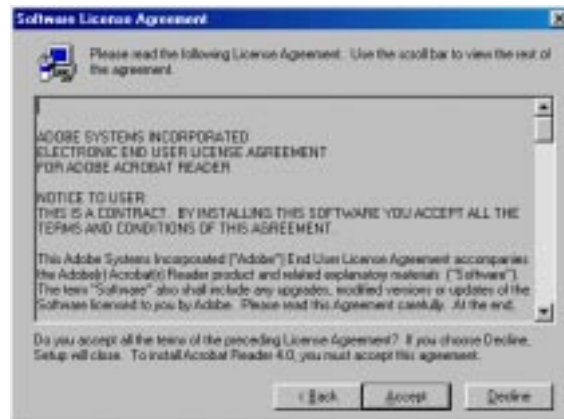 Software License Agreement
Please read the following License Agreement. Use the scroll bar to view the rest of
the agreement.
ADOBE SYSTEMS INCORPORATED
ELECTRONIC END USER LICENSE AGREEMENT
FOR ADOBE ACROBAT READER
NOTICE TO USER:
THIS IS A CONTRACT. BY INSTALLING THIS SOFTWARE YOU ACCEPT ALL THE
TERMS AND CONDITIONS OF THIS AGREEMENT.
This Adobe Systems Incorporated ("Adobe") End User License Agreement accompanies
the Adobe(r) Acrobat(r) Reader product and related explanatory materials ("Software").
The term "Software" also shall include any upgrades, modified versions or updates of the
Software licensed to you by Adobe. Please read this Agreement carefully. At the end,
Do you accept all the terms of the preceding License Agreement? If you choose Decline,
Setup will close. To install Acrobat Reader 4.0, you must accept this agreement.
< Back
Accept
Decline